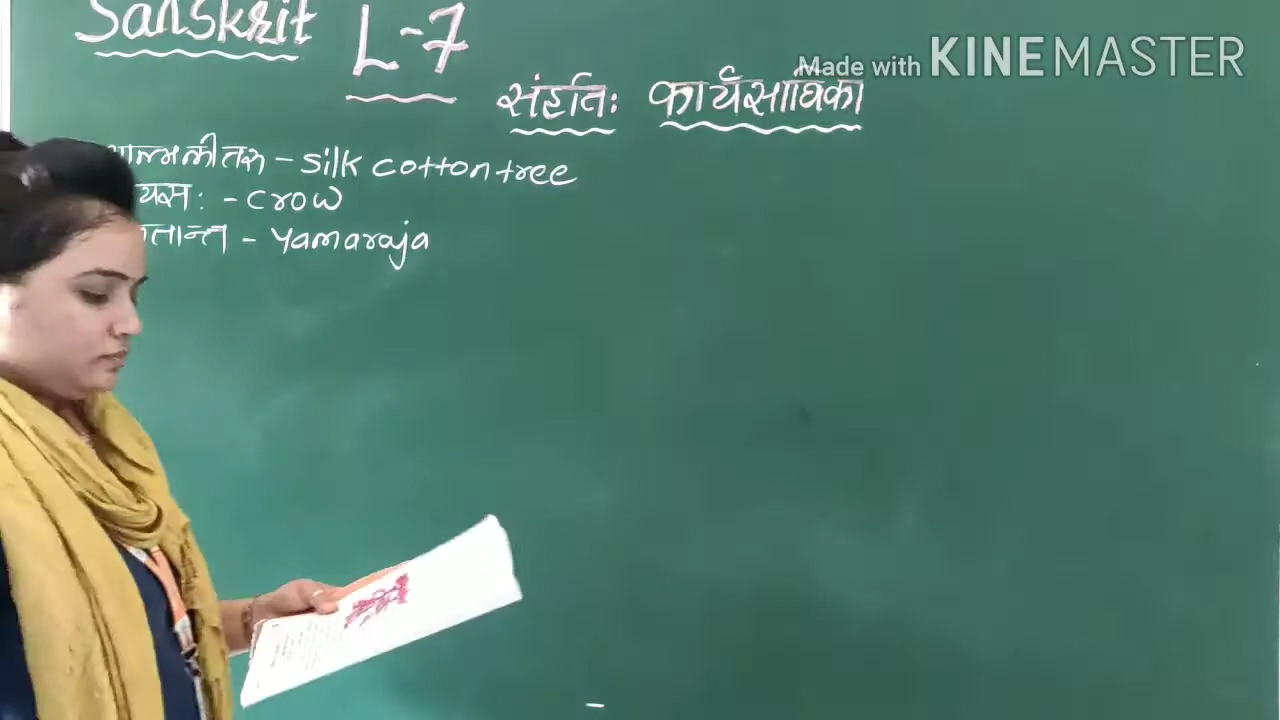 Sanskrit L-7
Made with KINEMASTER
संहतिः कार्यसाधिका
- silk cotton tree
- crow
- Yamaraja